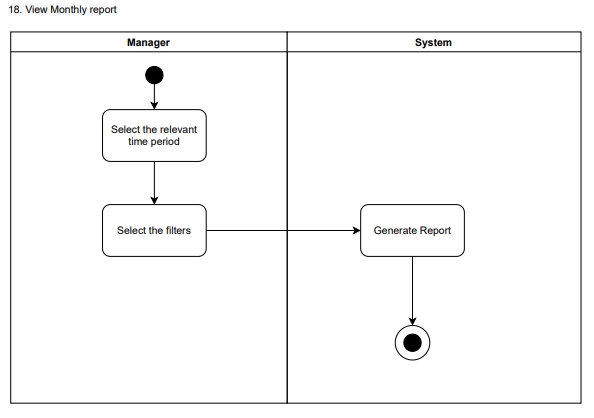 18. View Monthly report
Manager
System
Select the relevant
time period
Select the filters
Generate Report